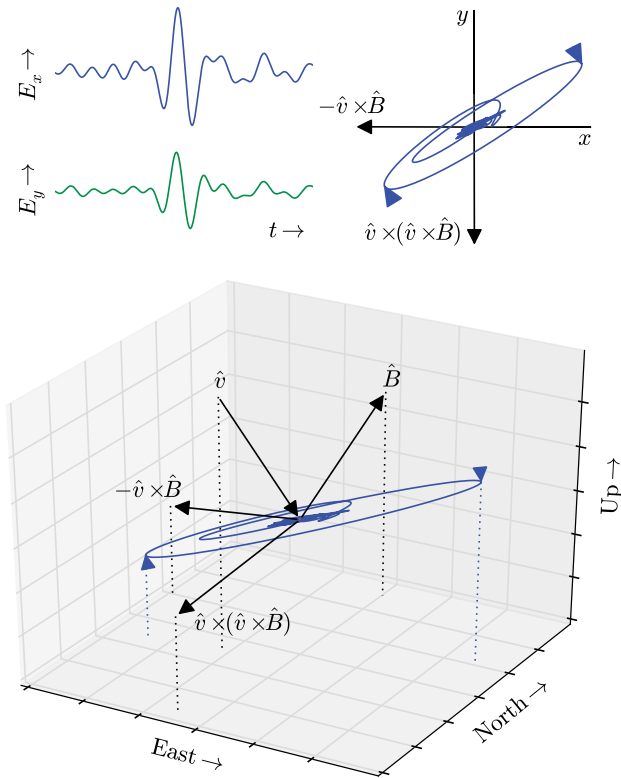 E_x →
E_y →
t →
y
−v̂ × B̂
x
v̂ × (v̂ × B̂)
v̂
B̂
−v̂ × B̂
v̂ × (v̂ × B̂)
Up →
North →
East →